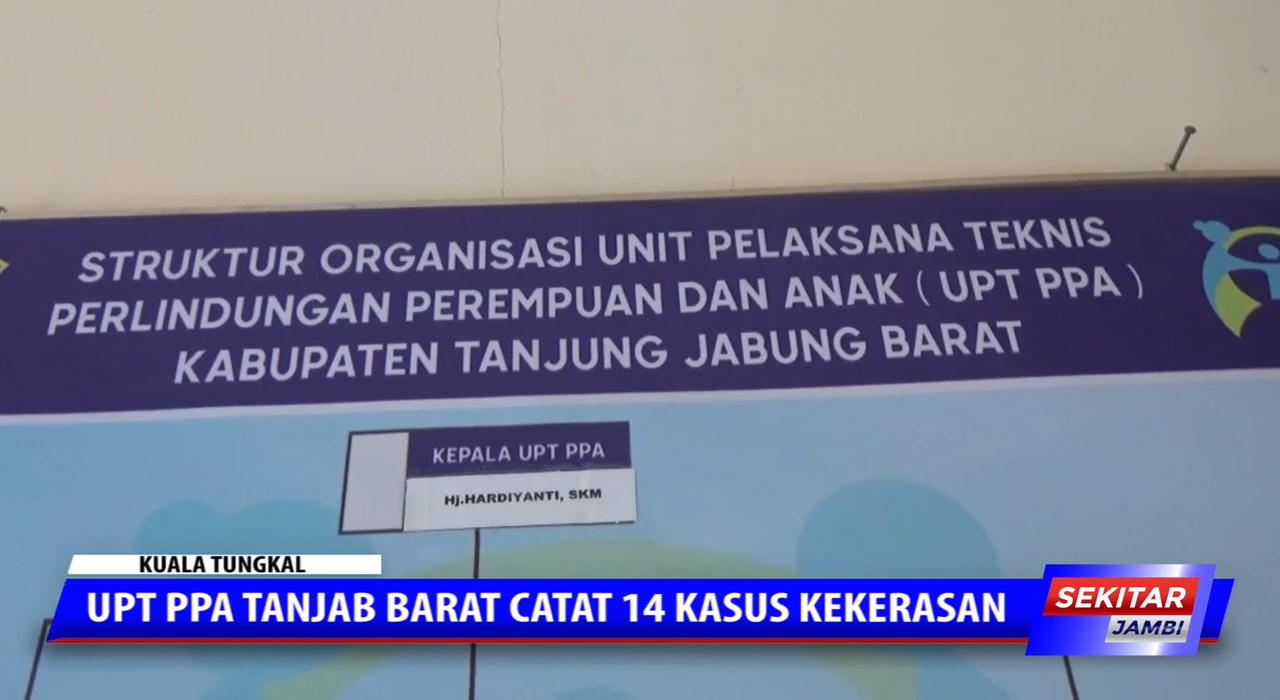 STRUKTUR ORGANISASI UNIT PELAKSANA TEKNIS
PERLINDUNGAN PEREMPUAN DAN ANAK ( UPT PPA )
KABUPATEN TANJUNG JABUNG BARAT
KEPALA UPT PPA
Hj.HARDIYANTI, SKM
KUALA TUNGKAL
UPT PPA TANJAB BARAT CATAT 14 KASUS KEKERASAN
SEKITAR
JAMBI